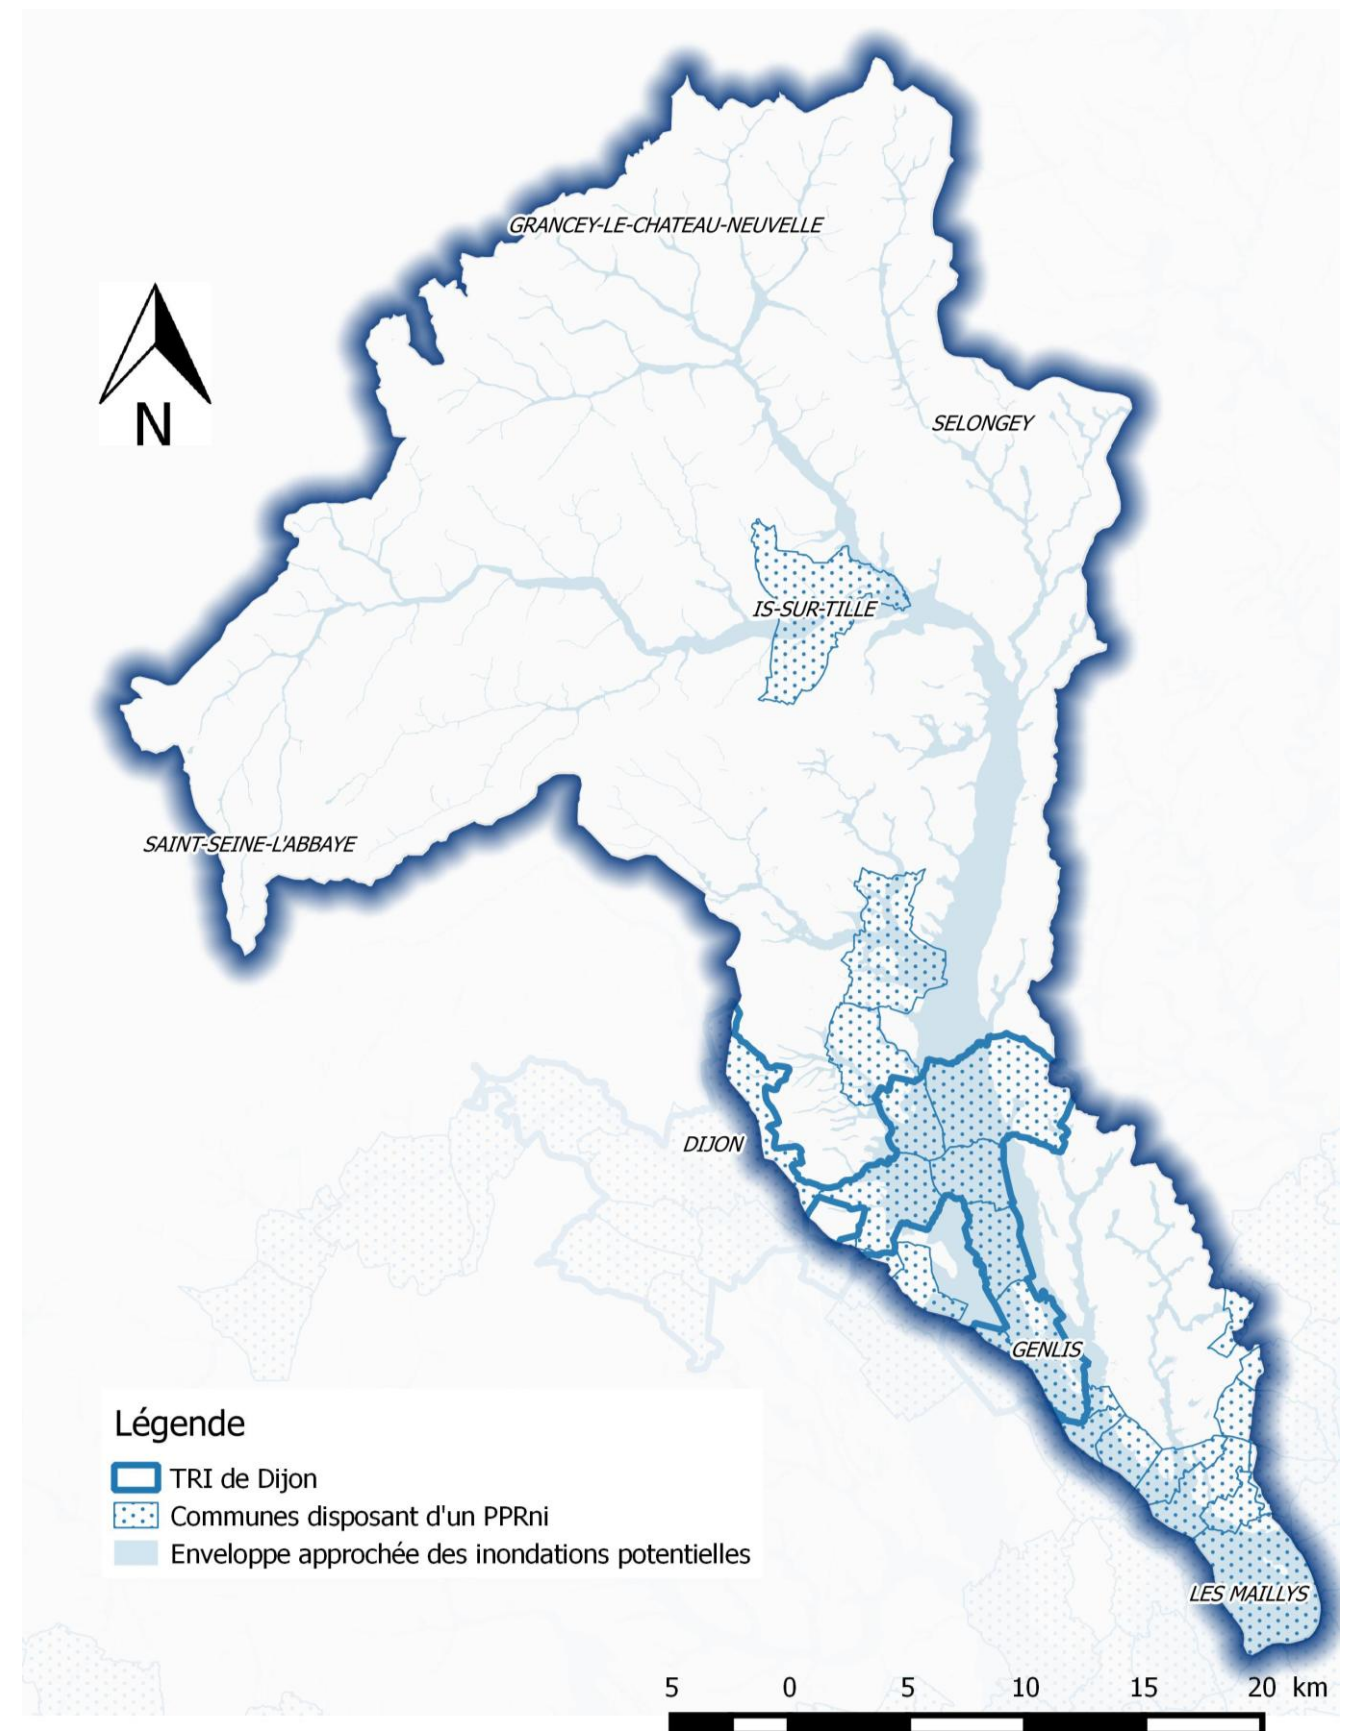 GRANCEY-LE-CHATEAU-NEUVELLE
N
SELONGEY
IS-SUR-TILLE
SAINT-SEINE-L'ABBAYE
DIJON
GENLIS
Légende
TRI de Dijon
Communes disposant d'un PPRni
Enveloppe approchée des inondations potentielles
LES MAILLYS
5 0 5 10 15 20 km